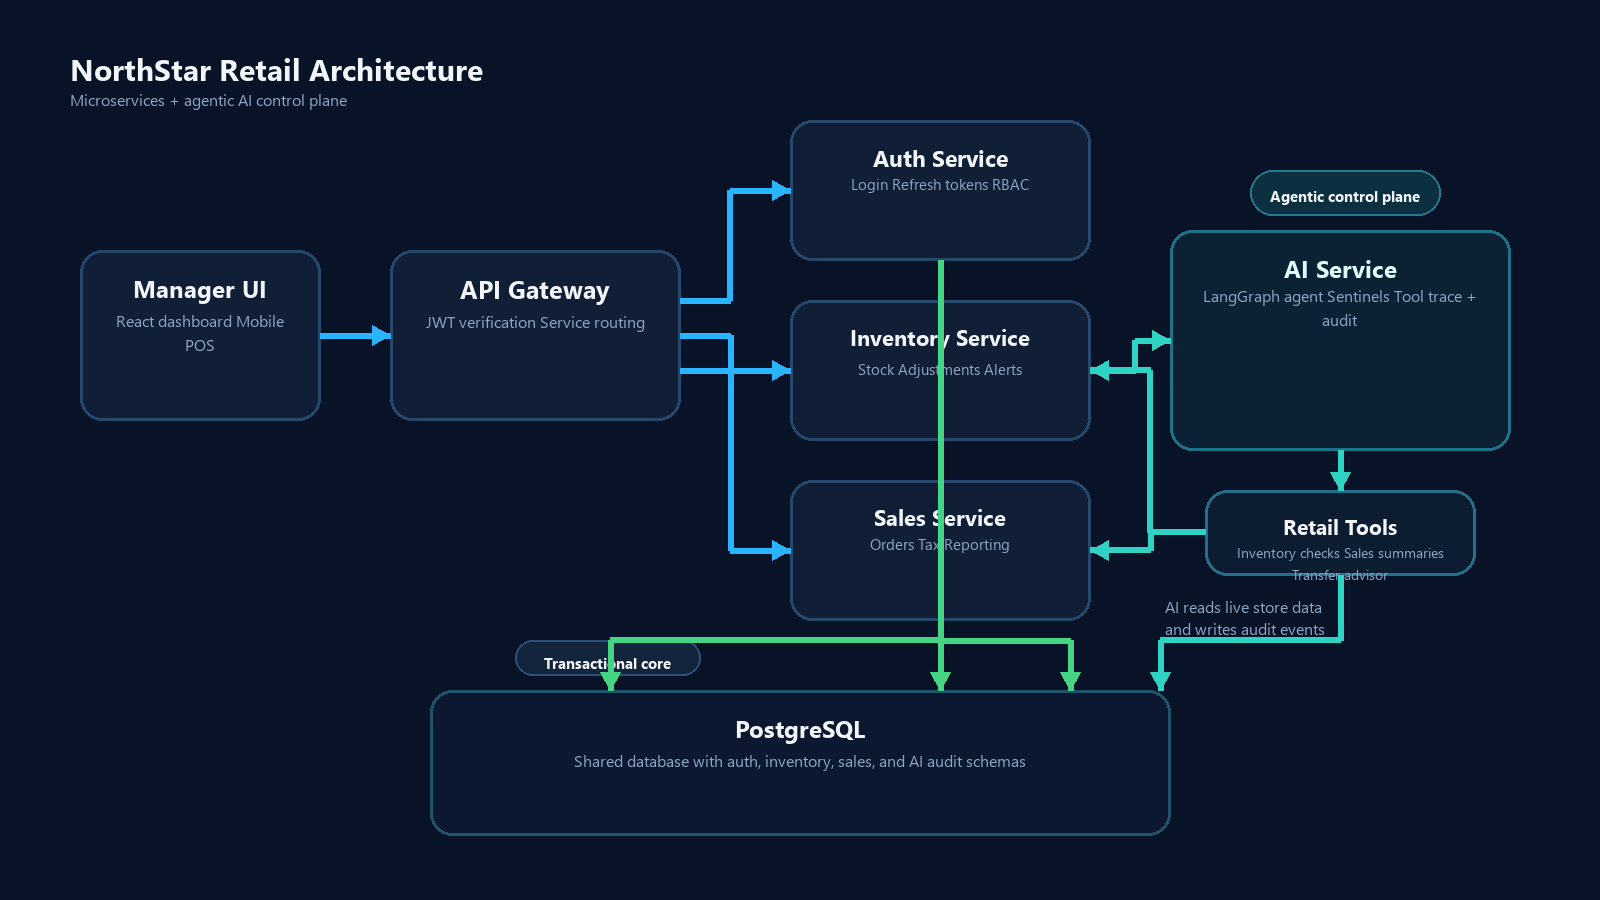 NorthStar Retail Architecture
Microservices + agentic AI control plane
Manager UI
React dashboard Mobile
POS
API Gateway
JWT verification Service routing
Auth Service
Login Refresh tokens RBAC
Inventory Service
Stock Adjustments Alerts
Sales Service
Orders Tax Reporting
Agentic control plane
AI Service
LangGraph agent Sentinels Tool trace +
audit
Retail Tools
Inventory checks Sales summaries
Transfer advisor
AI reads live store data
and writes audit events
Transactional core
PostgreSQL
Shared database with auth, inventory, sales, and AI audit schemas